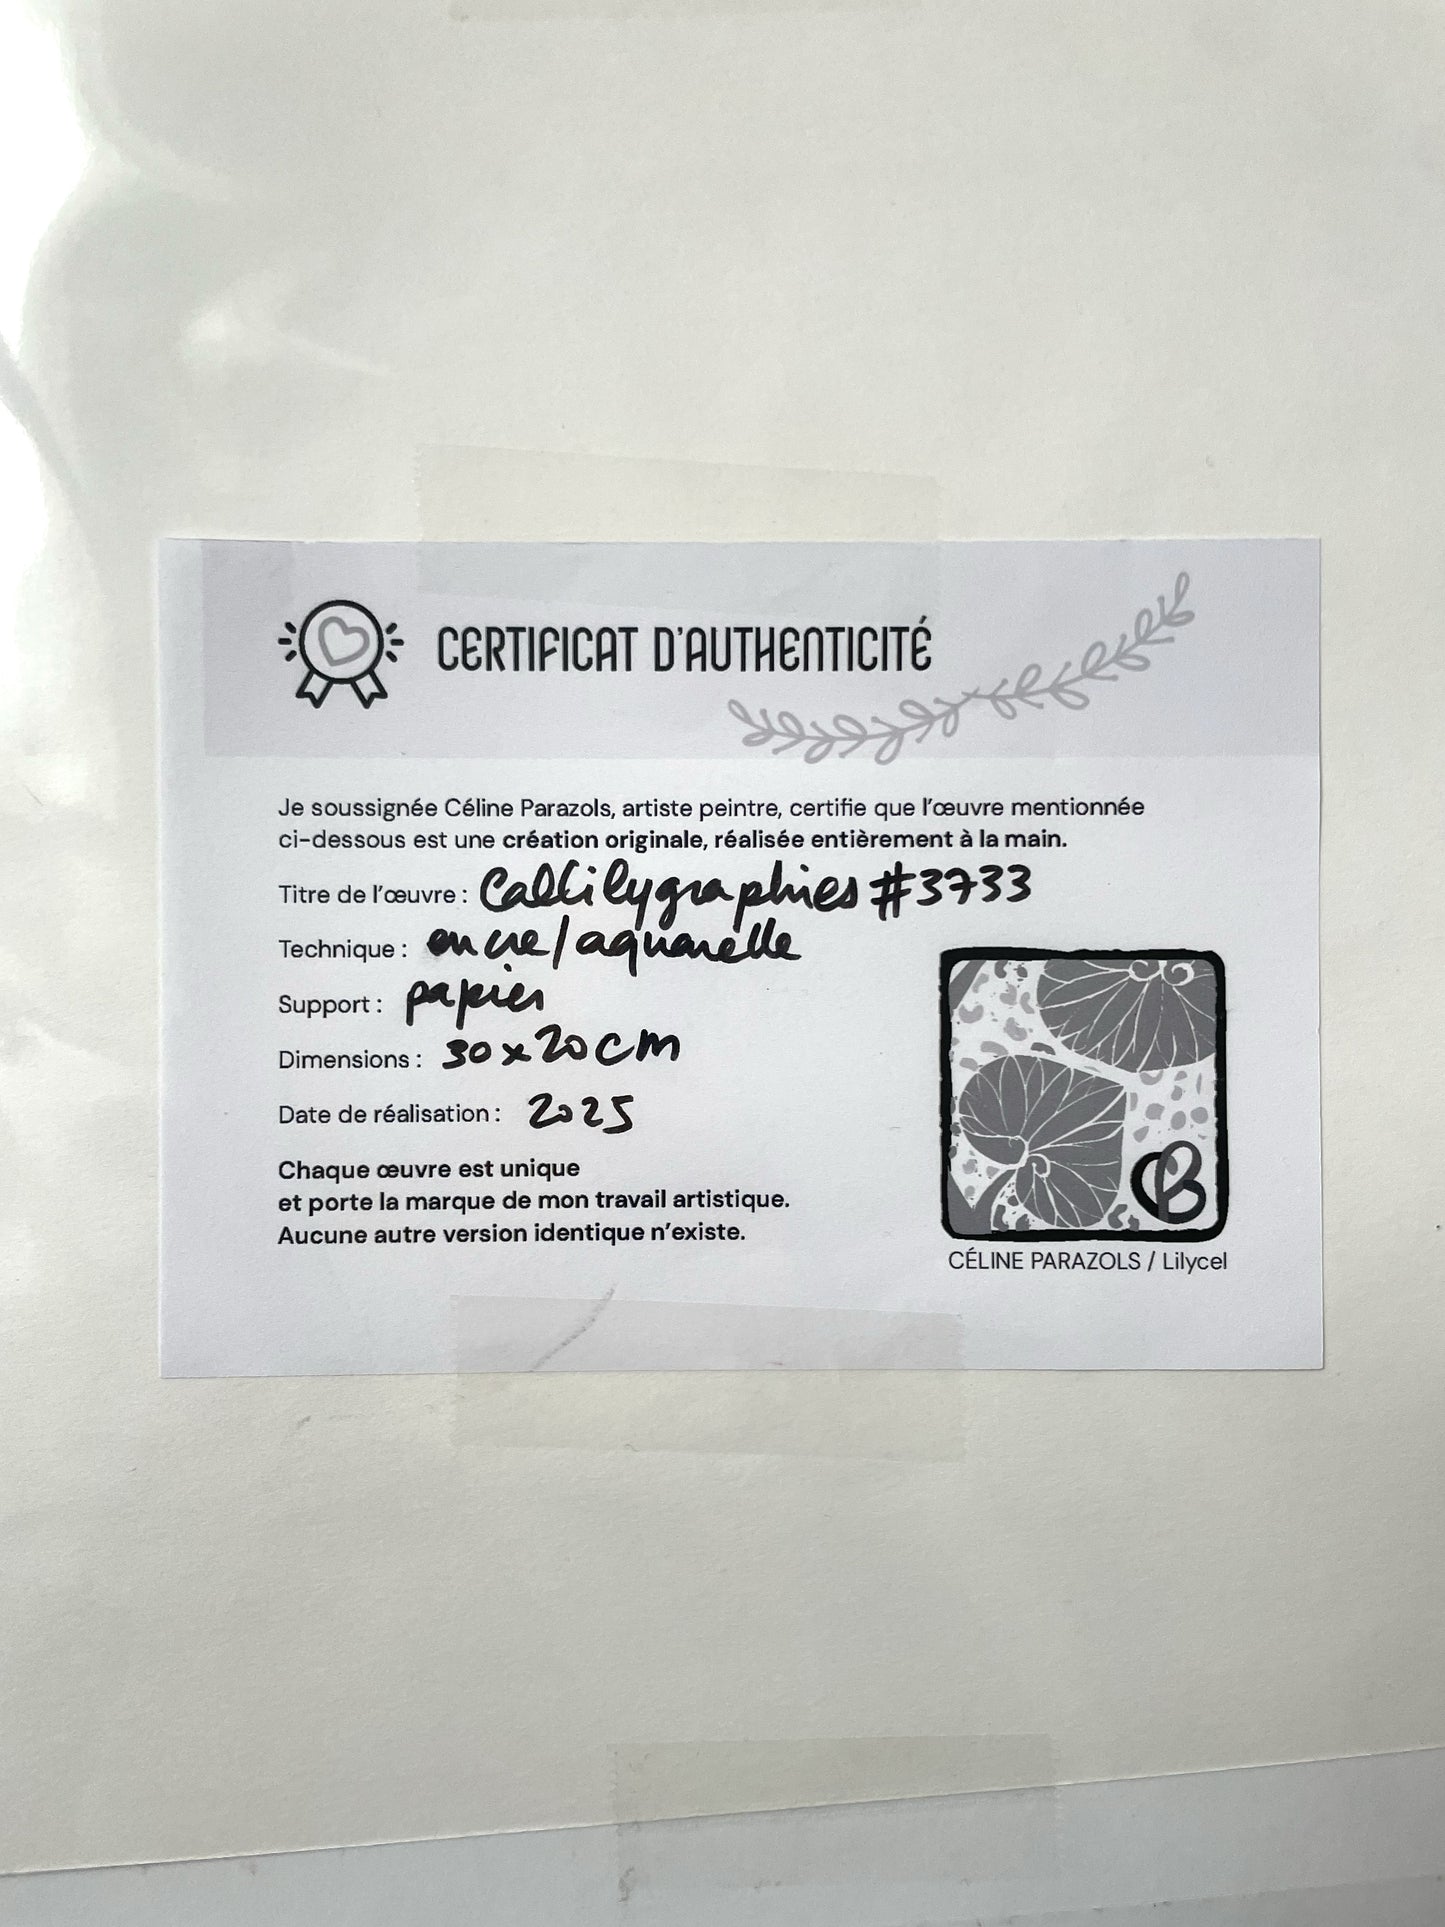 CERTIFICAT D'AUTHENTICITÉ
Je soussignée Céline Parazols, artiste peintre, certifie que l'œuvre mentionnée
ci-dessous est une création originale, réalisée entièrement à la main.
Titre de l'œuvre : Callilygraphies #3733
Technique : encre/aquarelle
Support : papier
Dimensions : 30x20cm
Date de réalisation : 2025
Chaque œuvre est unique
et porte la marque de mon travail artistique.
Aucune autre version identique n'existe.
CÉLINE PARAZOLS / Lilycel